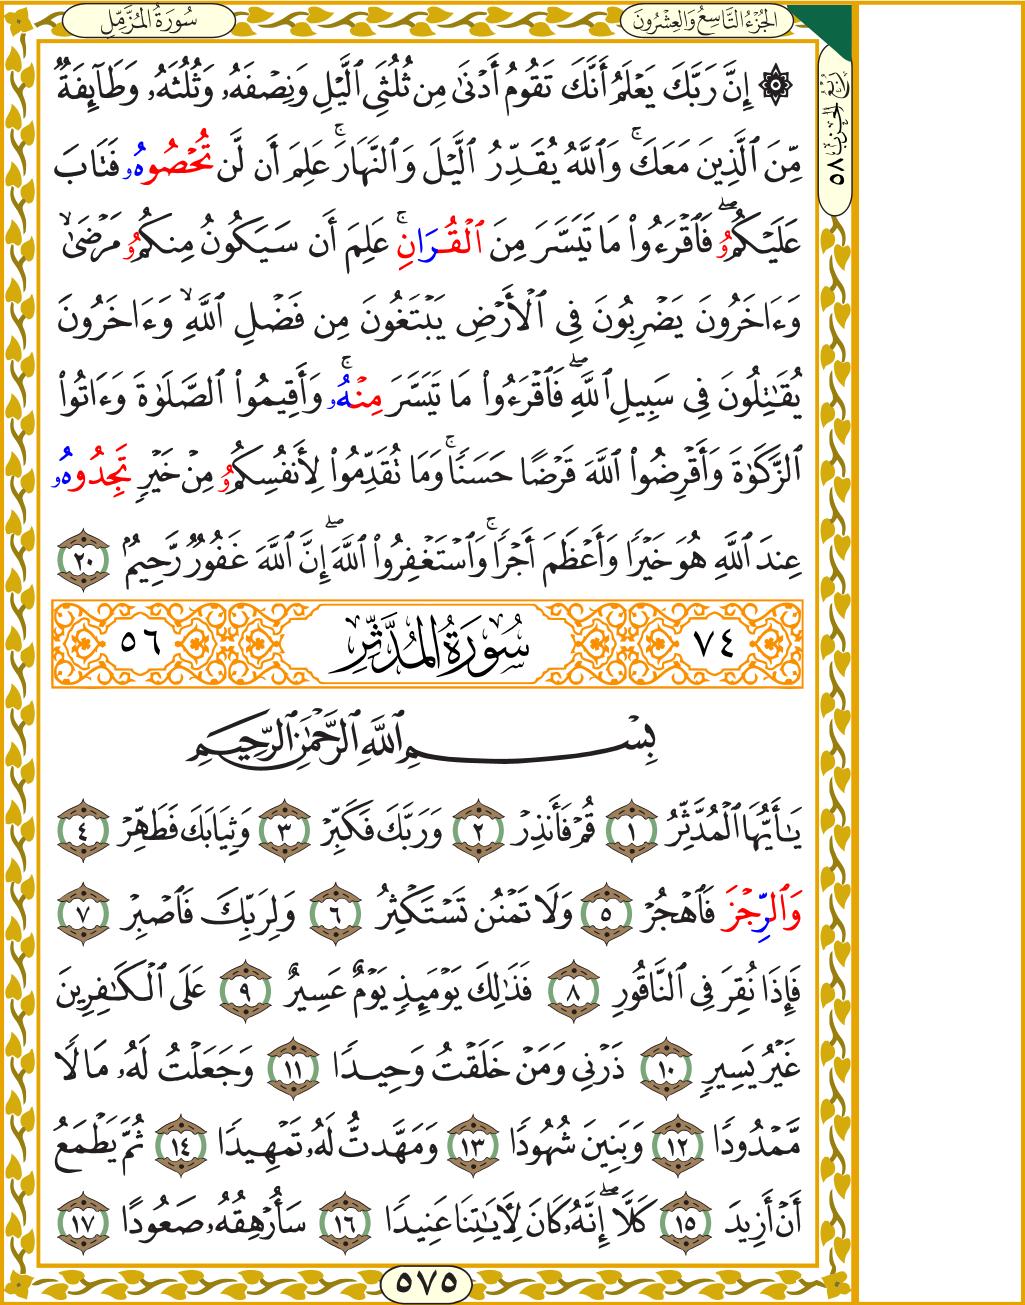 سُورَةُ المُزَّمِّلِ
الجُزْءُ التَّاسِعُ وَالعِشْرُونَ
رُبْعُ الحِزْبِ ٥٨
۞ إِنَّ رَبَّكَ يَعْلَمُ أَنَّكَ تَقُومُ أَدْنَىٰ مِن ثُلُثَيِ ٱلَّيْلِ وَنِصْفَهُۥ وَثُلُثَهُۥ وَطَآئِفَةٌ
مِّنَ ٱلَّذِينَ مَعَكَۚ وَٱللَّهُ يُقَدِّرُ ٱلَّيْلَ وَٱلنَّهَارَۚ عَلِمَ أَن لَّن تُحْصُوهُۥ فَتَابَ
عَلَيْكُمُۥۖ فَٱقْرَءُوا۟ مَا تَيَسَّرَ مِنَ ٱلْقُرَانِۚ عَلِمَ أَن سَيَكُونُ مِنكُمُۥ مَرْضَىٰۙ
وَءَاخَرُونَ يَضْرِبُونَ فِى ٱلْأَرْضِ يَبْتَغُونَ مِن فَضْلِ ٱللَّهِۙ وَءَاخَرُونَ
يُقَٰتِلُونَ فِى سَبِيلِ ٱللَّهِۖ فَٱقْرَءُوا۟ مَا تَيَسَّرَ مِنْهُۥۚ وَأَقِيمُوا۟ ٱلصَّلَوٰةَ وَءَاتُوا۟
ٱلزَّكَوٰةَ وَأَقْرِضُوا۟ ٱللَّهَ قَرْضًا حَسَنًاۚ وَمَا تُقَدِّمُوا۟ لِأَنفُسِكُمُۥ مِنْ خَيْرٍ تَجِدُوهُۥ
عِندَ ٱللَّهِ هُوَ خَيْرًا وَأَعْظَمَ أَجْرًاۚ وَٱسْتَغْفِرُوا۟ ٱللَّهَۖ إِنَّ ٱللَّهَ غَفُورٌ رَّحِيمٌۢ ٢٠
٧٤ سُورَةُ المُدَّثِّرِ ٥٦
بِسْمِ ٱللَّهِ ٱلرَّحْمَٰنِ ٱلرَّحِيمِ
يَٰٓأَيُّهَا ٱلْمُدَّثِّرُ ١ قُمْ فَأَنذِرْ ٢ وَرَبَّكَ فَكَبِّرْ ٣ وَثِيَابَكَ فَطَهِّرْ ٤
وَٱلرِّجْزَ فَٱهْجُرْ ٥ وَلَا تَمْنُن تَسْتَكْثِرُ ٦ وَلِرَبِّكَ فَٱصْبِرْ ٧
فَإِذَا نُقِرَ فِى ٱلنَّاقُورِ ٨ فَذَٰلِكَ يَوْمَئِذٍ يَوْمٌ عَسِيرٌ ٩ عَلَى ٱلْكَٰفِرِينَ
غَيْرُ يَسِيرٍ ١٠ ذَرْنِى وَمَنْ خَلَقْتُ وَحِيدًا ١١ وَجَعَلْتُ لَهُۥ مَالًا
مَّمْدُودًا ١٢ وَبَنِينَ شُهُودًا ١٣ وَمَهَّدتُّ لَهُۥ تَمْهِيدًا ١٤ ثُمَّ يَطْمَعُ
أَنْ أَزِيدَ ١٥ كَلَّآۖ إِنَّهُۥ كَانَ لِأَيَٰتِنَا عَنِيدًا ١٦ سَأُرْهِقُهُۥ صَعُودًا ١٧
٥٧٥